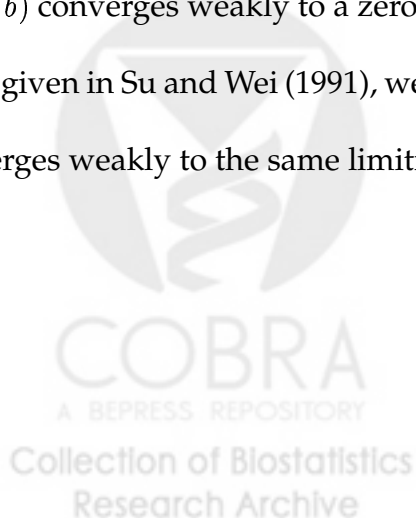 b) converges weakly to a zero
given in Su and Wei (1991), we
erges weakly to the same limiti
COBRA
A BEPRESS REPOSITORY
Collection of Biostatistics
Research Archive